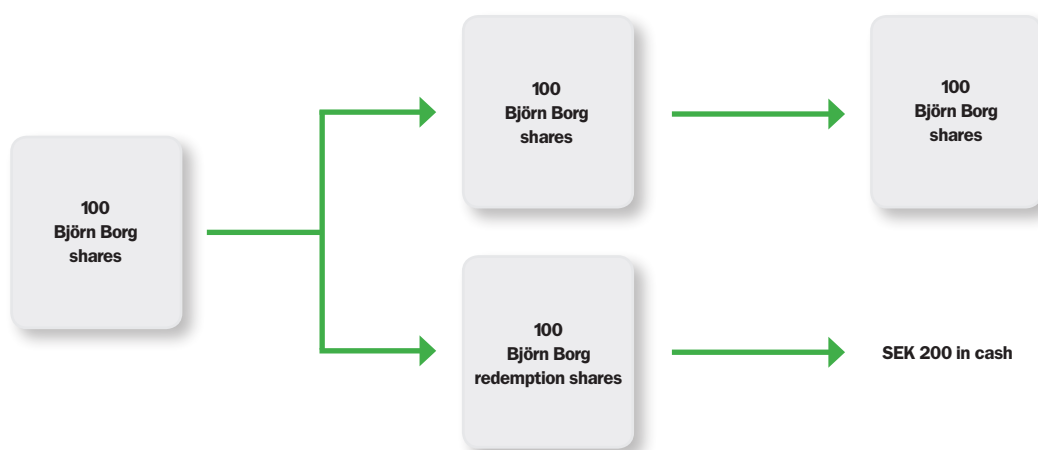 100
Björn Borg
shares
100
Björn Borg
shares
100
Björn Borg
shares
100
Björn Borg
redemption shares
SEK 200 in cash